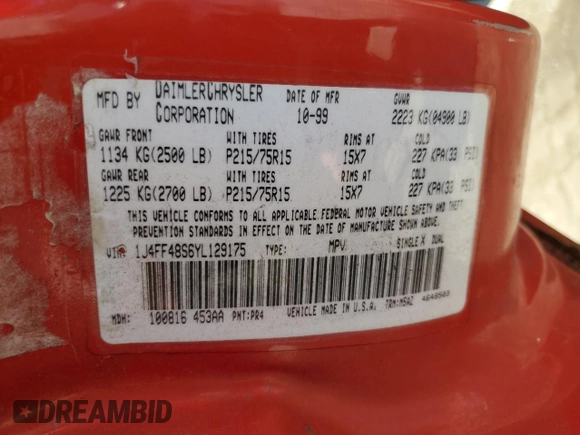 MFD BY DAIMLERCHRYSLER CORPORATION DATE OF MFR 10-99 GVWR 2223 KG(04900 LB)
GAWR FRONT WITH TIRES RIMS AT COLD
1134 KG(2500 LB) P215/75R15 15X7 227 KPA(33 PSI)
GAWR REAR WITH TIRES RIMS AT COLD
1225 KG(2700 LB) P215/75R15 15X7 227 KPA(33 PSI)
THIS VEHICLE CONFORMS TO ALL APPLICABLE FEDERAL MOTOR VEHICLE SAFETY AND THEFT
PREVENTION STANDARDS IN EFFECT ON THE DATE OF MANUFACTURE SHOWN ABOVE.
VIN: 1J4FF48S6YL129175 TYPE: MPV SINGLE X DUAL
MDH: 100816 453AA PNT:PR4 VEHICLE MADE IN U.S.A. TRM:M5AZ 4648503
DREAMBID